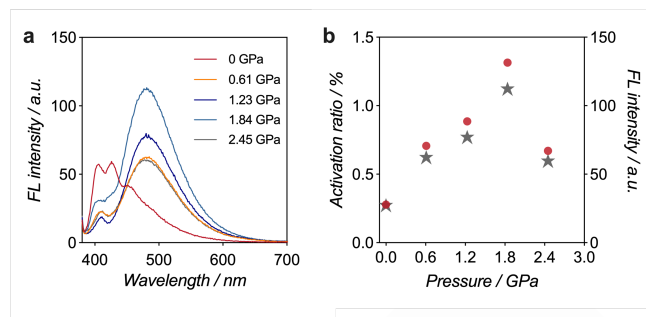 a
150
100
50
0
FL intensity / a.u.
400 500 600 700
Wavelength / nm
0 GPa
0.61 GPa
1.23 GPa
1.84 GPa
2.45 GPa
b
1.5
1.0
0.5
0.0
Activation ratio / %
150
100
50
0
FL intensity / a.u.
0.0 0.6 1.2 1.8 2.4 3.0
Pressure / GPa